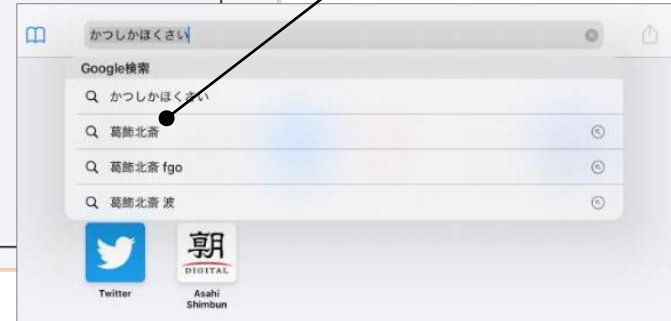 かつしかほくさい
Google検索
かつしかほくさい
葛飾北斎
葛飾北斎 fgo
葛飾北斎 波
朝
DIGITAL
Twitter
Asahi
Shimbun